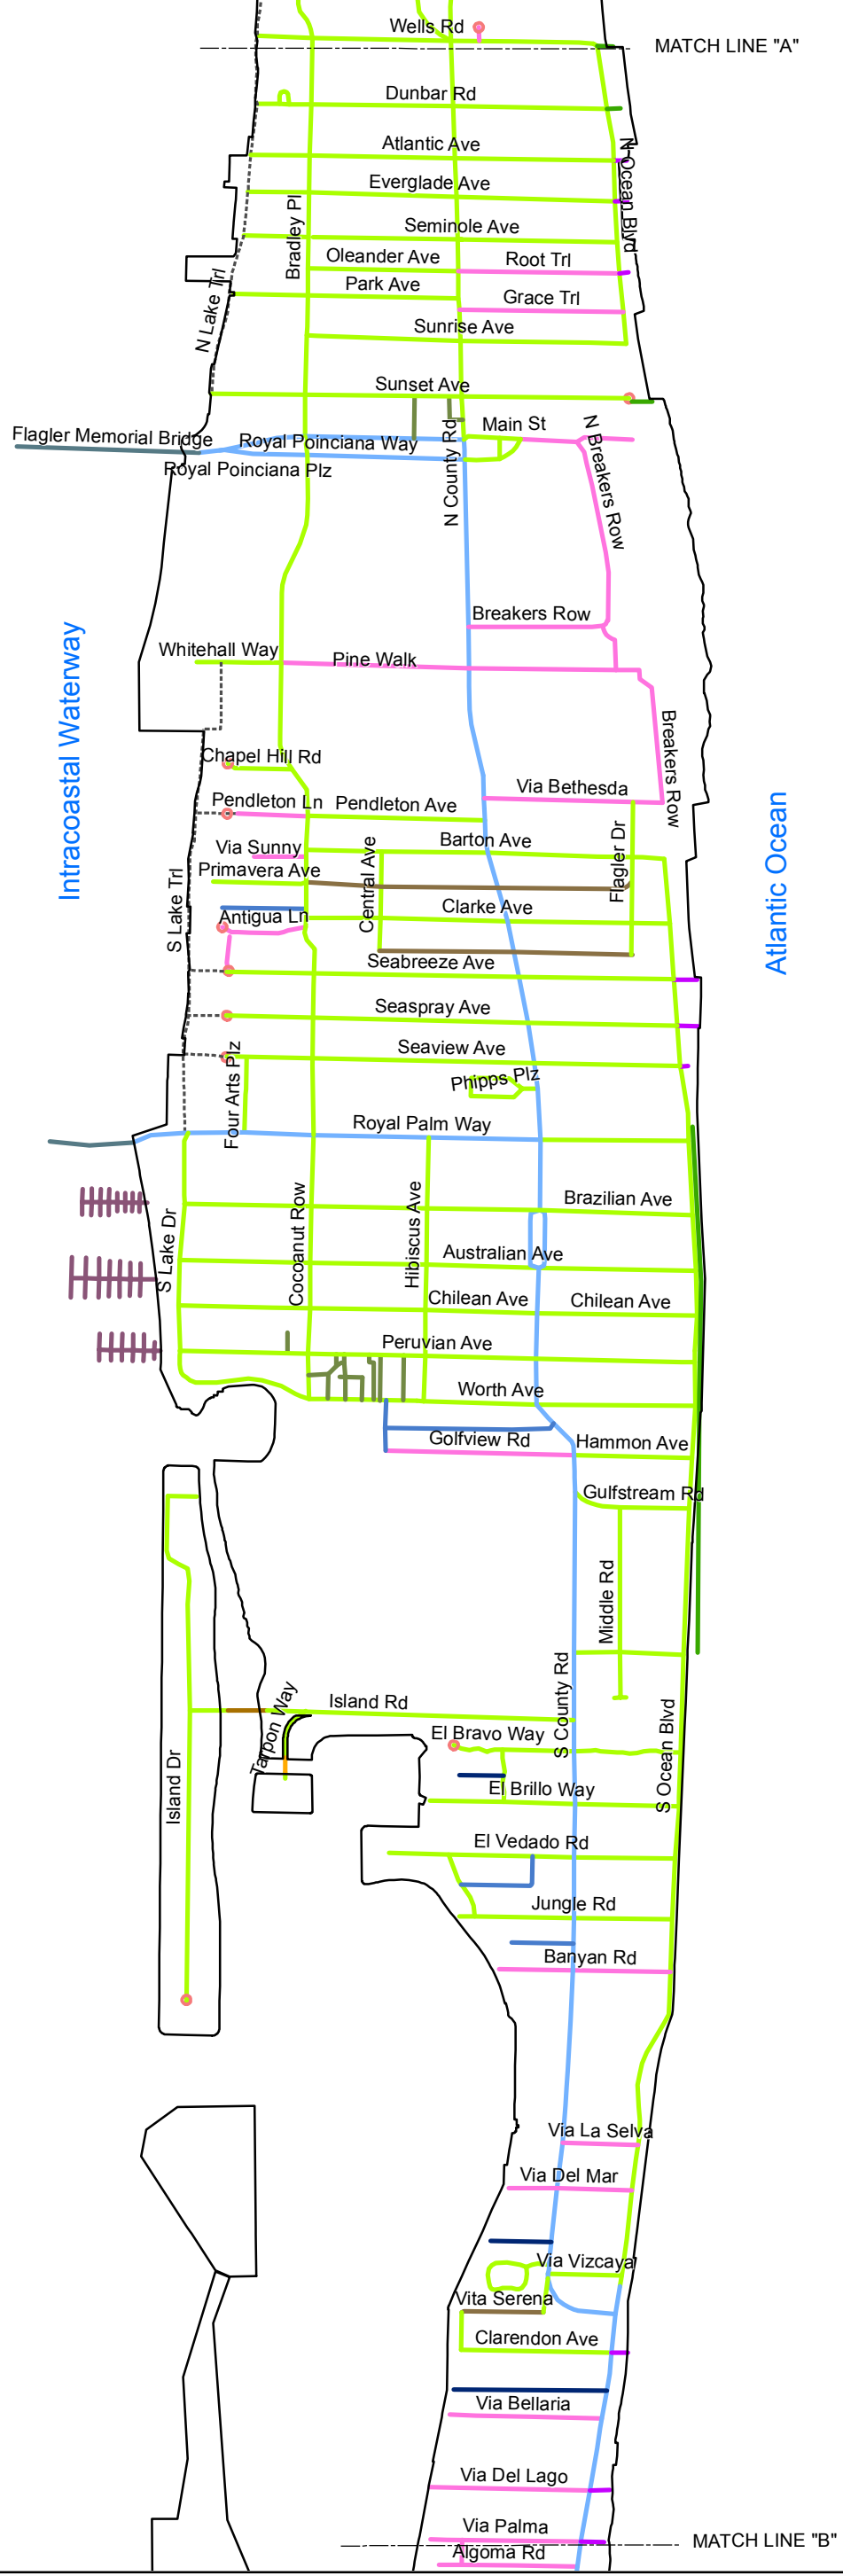 Wells Rd
MATCH LINE "A"
Dunbar Rd
Atlantic Ave
N Ocean Blvd
Everglade Ave
Bradley Pl
Seminole Ave
Oleander Ave
Root Trl
Park Ave
Grace Trl
N Lake Trl
Sunrise Ave
Sunset Ave
Main St
N Breakers Row
Flagler Memorial Bridge
Royal Poinciana Way
N County Rd
Royal Poinciana Plz
Breakers Row
Intracoastal Waterway
Whitehall Way
Pine Walk
Breakers Row
Chapel Hill Rd
Via Bethesda
Atlantic Ocean
Pendleton Ln
Pendleton Ave
Flagler Dr
Via Sunny
Central Ave
Barton Ave
Primavera Ave
S Lake Trl
Antigua Ln
Clarke Ave
Seabreeze Ave
Seaspray Ave
Four Arts Plz
Seaview Ave
Phipps Plz
Royal Palm Way
S Lake Dr
Cocoanut Row
Hibiscus Ave
Brazilian Ave
Australian Ave
Chilean Ave
Chilean Ave
Peruvian Ave
Worth Ave
Golfview Rd
Hammon Ave
Gulfstream Rd
Middle Rd
S County Rd
Island Rd
Tarpon Way
El Bravo Way
S Ocean Blvd
Island Dr
El Brillo Way
El Vedado Rd
Jungle Rd
Banyan Rd
Via La Selva
Via Del Mar
Via Vizcaya
Vita Serena
Clarendon Ave
Via Bellaria
Via Del Lago
Via Palma
MATCH LINE "B"
Algoma Rd